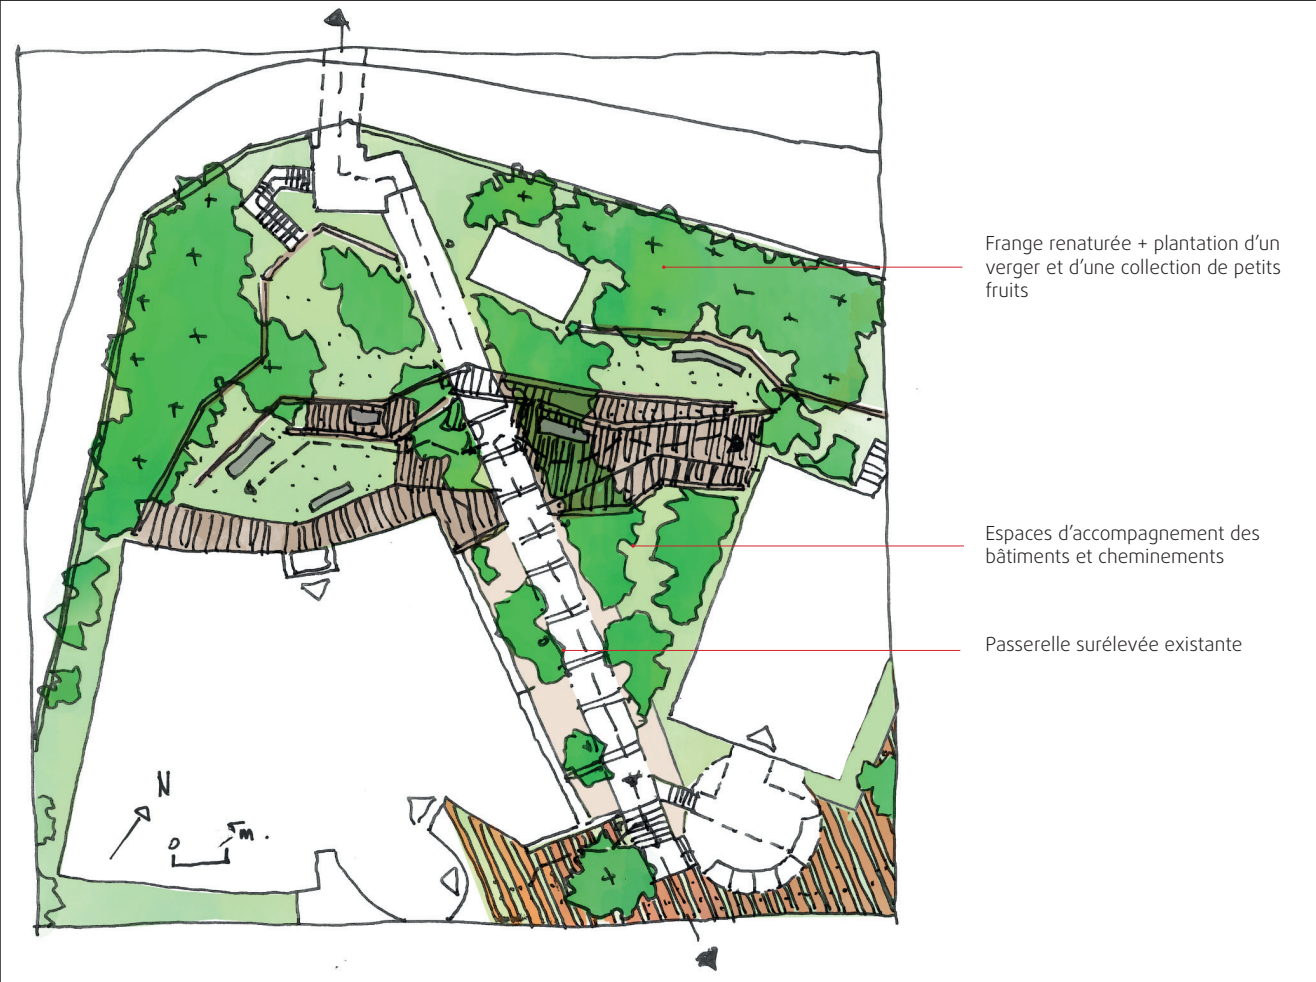 Frange renaturée + plantation d'un
verger et d'une collection de petits
fruits
Espaces d'accompagnement des
bâtiments et cheminements
Passerelle surélevée existante
N
0 5m.